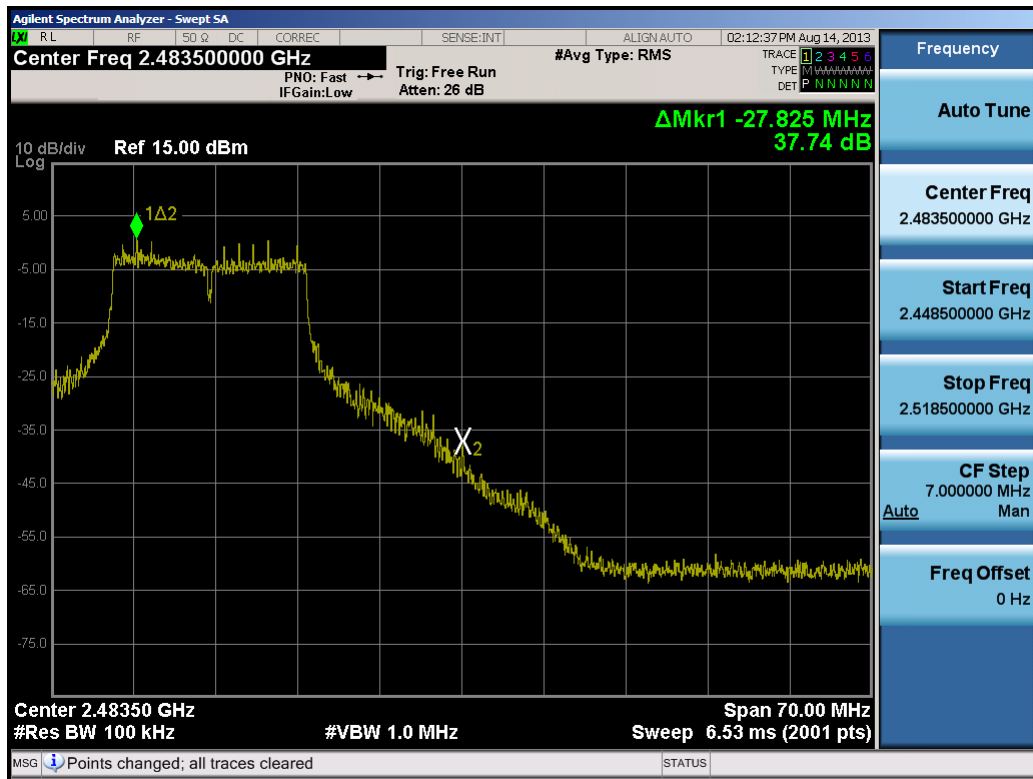 Agilent Spectrum Analyzer - Swept SA
LXI RL RF 50 Ω DC CORREC SENSE:INT ALIGN AUTO 02:12:37 PM Aug 14, 2013
Center Freq 2.483500000 GHz
#Avg Type: RMS
TRACE 1 2 3 4 5 6
PNO: Fast
Trig: Free Run
TYPE M WWWWW
IFGain:Low
Atten: 26 dB
DET P N N N N N
ΔMkr1 -27.825 MHz
37.74 dB
10 dB/div Ref 15.00 dBm
Log
1Δ2
5.00
-5.00
-15.0
-25.0
-35.0
X2
-45.0
-55.0
-65.0
-75.0
Center 2.48350 GHz Span 70.00 MHz
#Res BW 100 kHz #VBW 1.0 MHz Sweep 6.53 ms (2001 pts)
MSG Points changed; all traces cleared STATUS
Frequency
Auto Tune
Center Freq
2.483500000 GHz
Start Freq
2.448500000 GHz
Stop Freq
2.518500000 GHz
CF Step
7.000000 MHz
Auto Man
Freq Offset
0 Hz